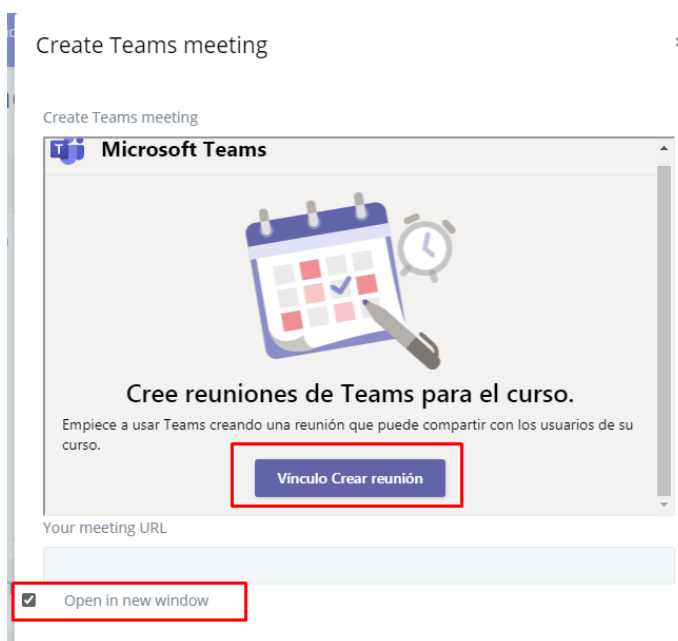 Create Teams meeting
Create Teams meeting
Microsoft Teams
Cree reuniones de Teams para el curso.
Empiece a usar Teams creando una reunión que puede compartir con los usuarios de su
curso.
Vínculo Crear reunión
Your meeting URL
Open in new window